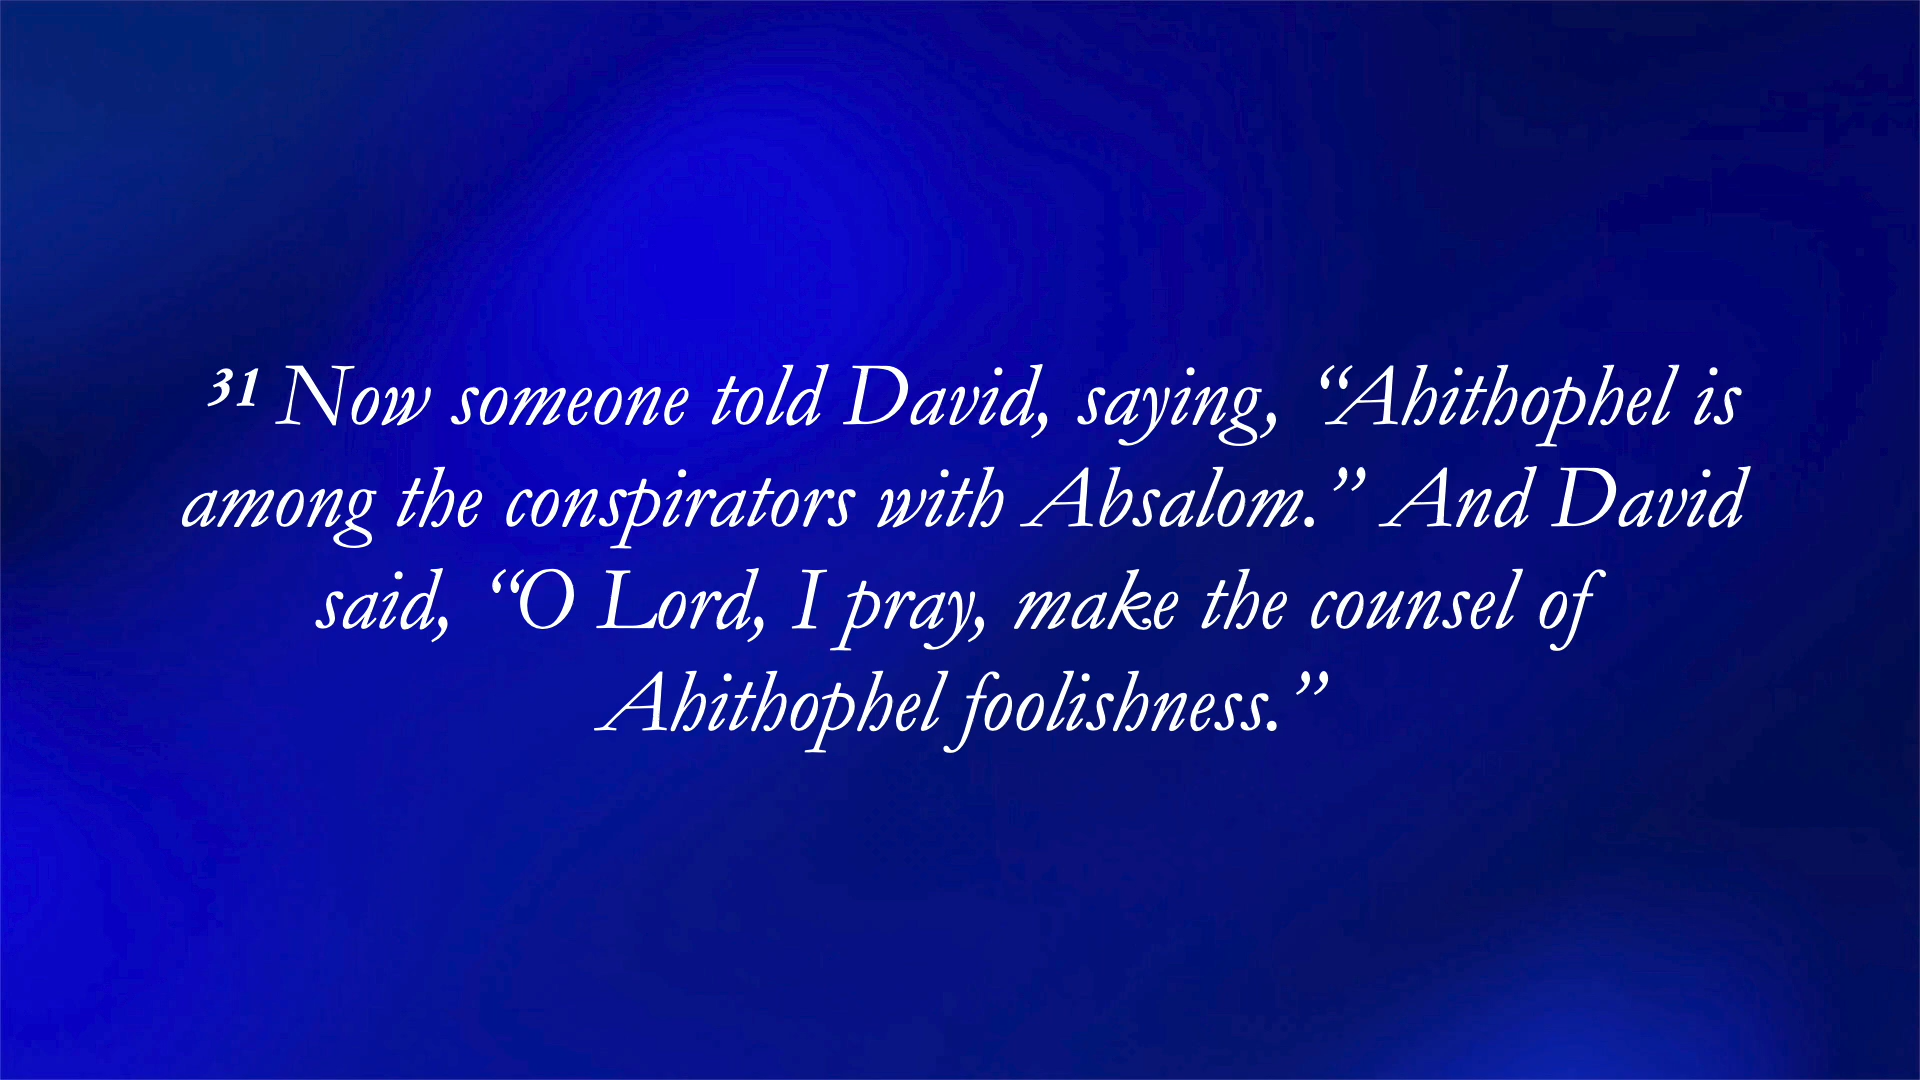 ³¹ Now someone told David, saying, “Ahithophel is
among the conspirators with Absalom.” And David
said, “O Lord, I pray, make the counsel of
Ahithophel foolishness.”